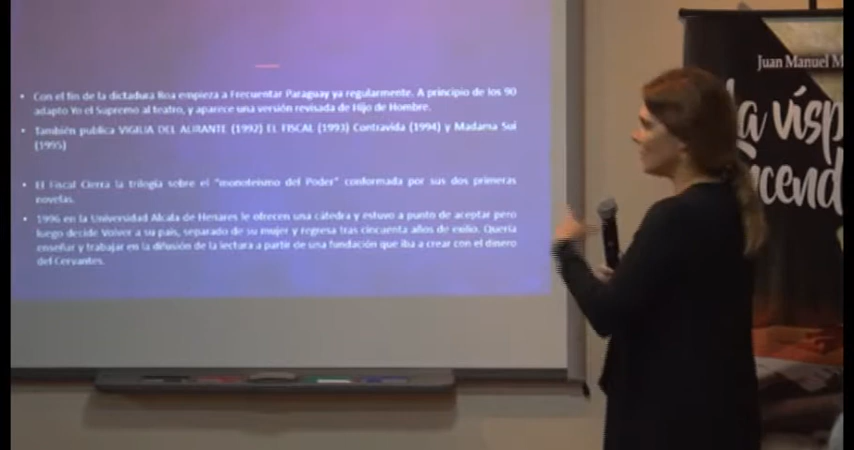 Con el fin de la dictadura Roa empieza a Frecuentar Paraguay ya regularmente. A principio de los 90
adapto Yo el Supremo al teatro, y aparece una versión revisada de Hijo de Hombre.
También publica VIGILIA DEL ALIRANTE (1992) EL FISCAL (1993) Contravida (1994) y Madama Sui
(1995)
El Fiscal Cierra la trilogía sobre el "monoteísmo del Poder" conformada por sus dos primeras
novelas.
1996 en la Universidad Alcala de Henares le ofrecen una cátedra y estuvo a punto de aceptar pero
luego decide Volver a su país, separado de su mujer y regresa tras cincuenta años de exilio. Quería
enseñar y trabajar en la difusión de la lectura a partir de una fundación que iba a crear con el dinero
del Cervantes.
Juan Manuel M
la vísp
ncend